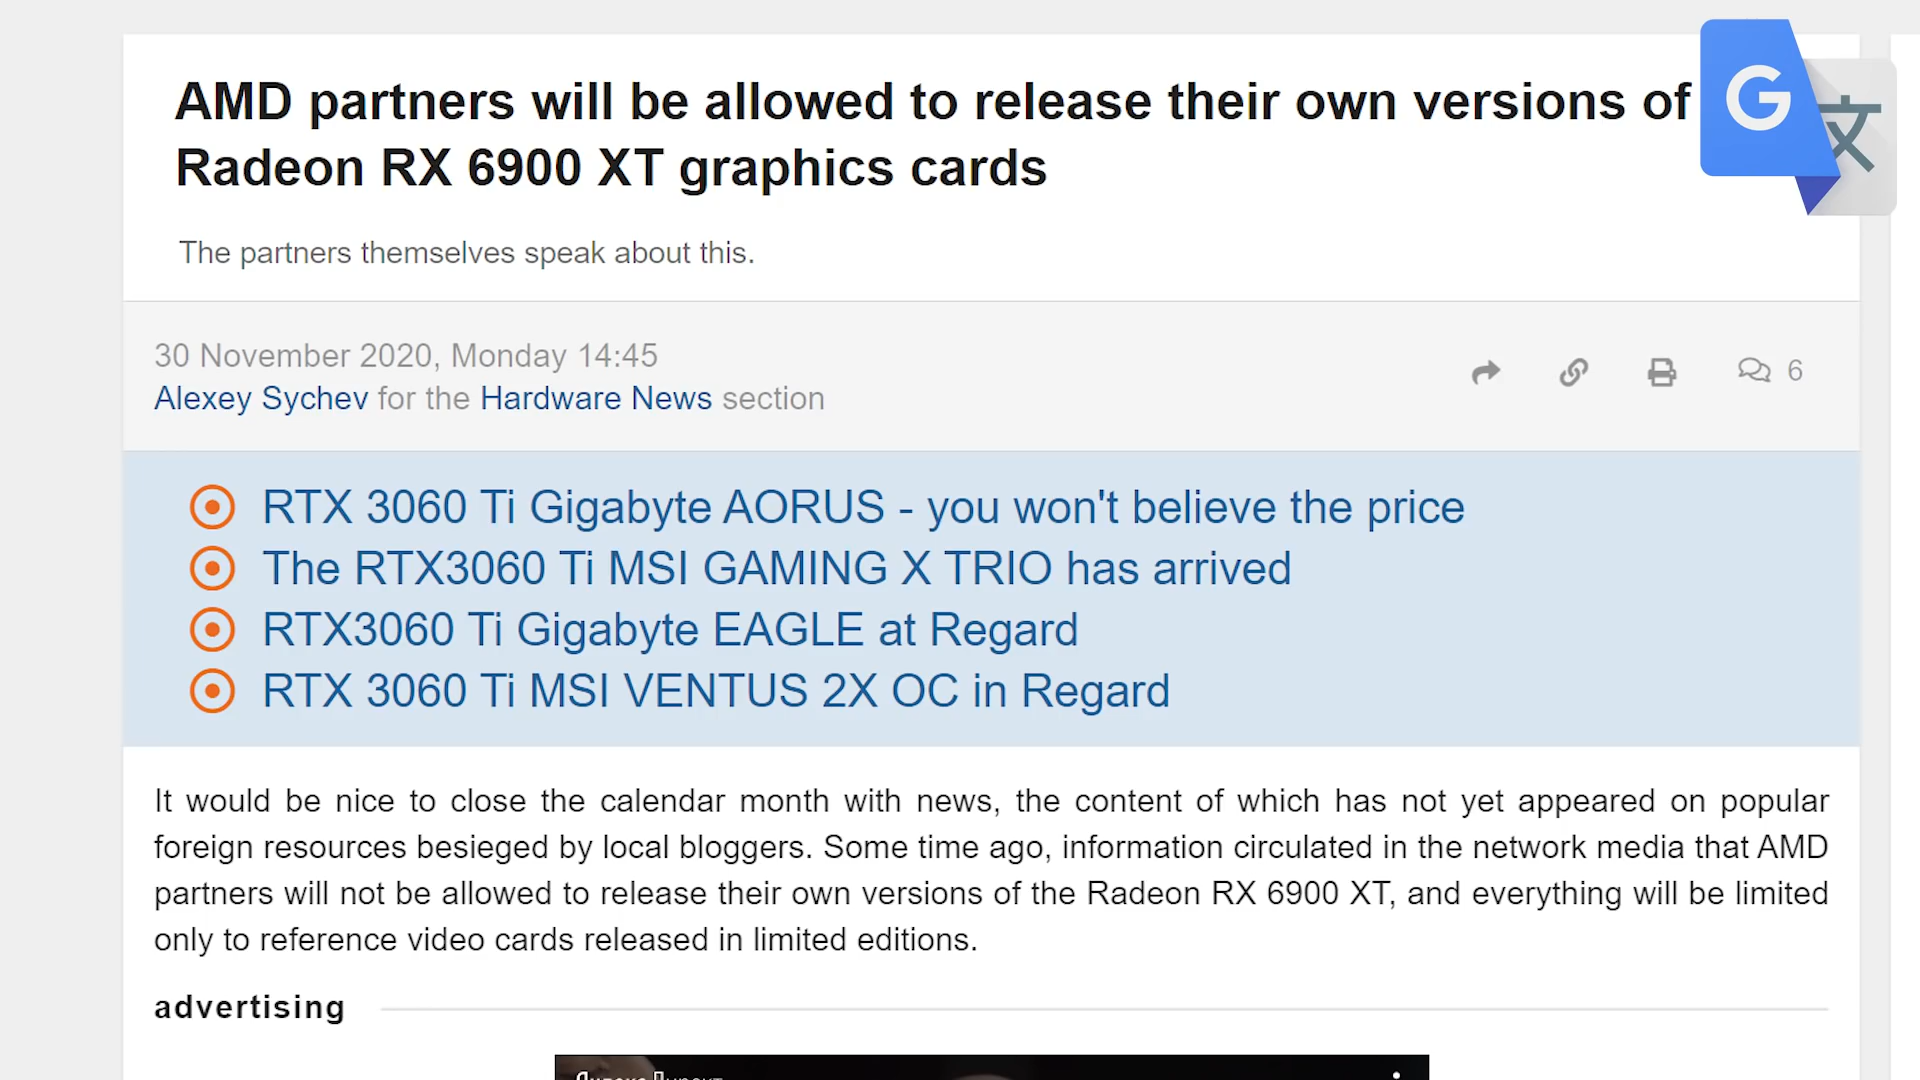 AMD partners will be allowed to release their own versions of
Radeon RX 6900 XT graphics cards
G 文
The partners themselves speak about this.
30 November 2020, Monday 14:45
Alexey Sychev for the Hardware News section
6
RTX 3060 Ti Gigabyte AORUS - you won't believe the price
The RTX3060 Ti MSI GAMING X TRIO has arrived
RTX3060 Ti Gigabyte EAGLE at Regard
RTX 3060 Ti MSI VENTUS 2X OC in Regard
It would be nice to close the calendar month with news, the content of which has not yet appeared on popular
foreign resources besieged by local bloggers. Some time ago, information circulated in the network media that AMD
partners will not be allowed to release their own versions of the Radeon RX 6900 XT, and everything will be limited
only to reference video cards released in limited editions.
advertising